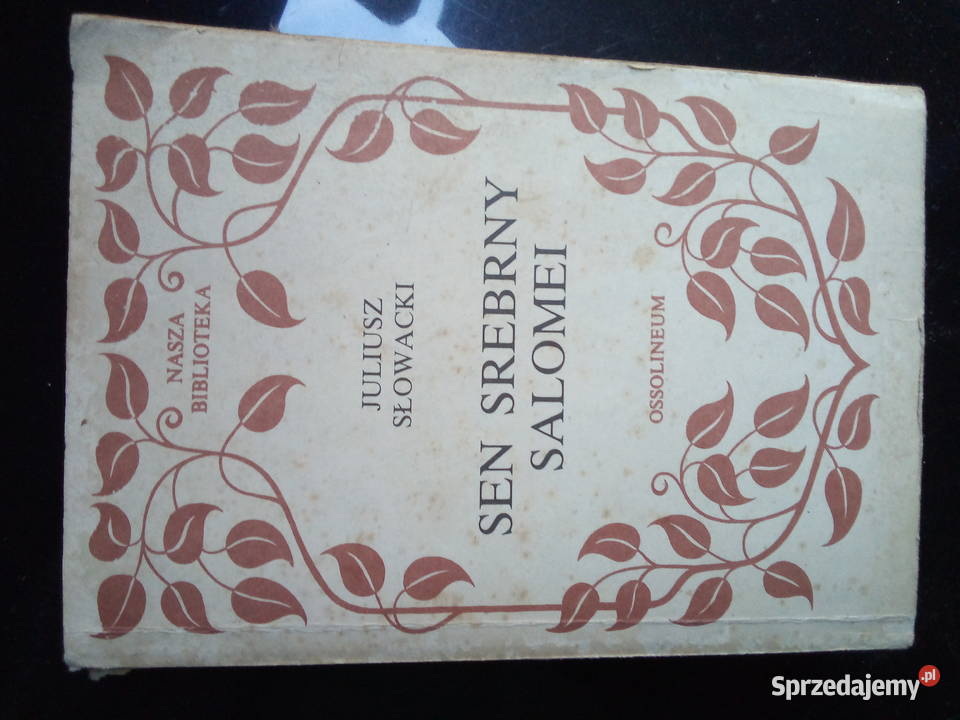 NASZA
BIBLIOTEKA
JULIUSZ
SŁOWACKI
SEN SREBRNY
SALOMEI
OSSOLINEUM
Sprzedajemy.pl